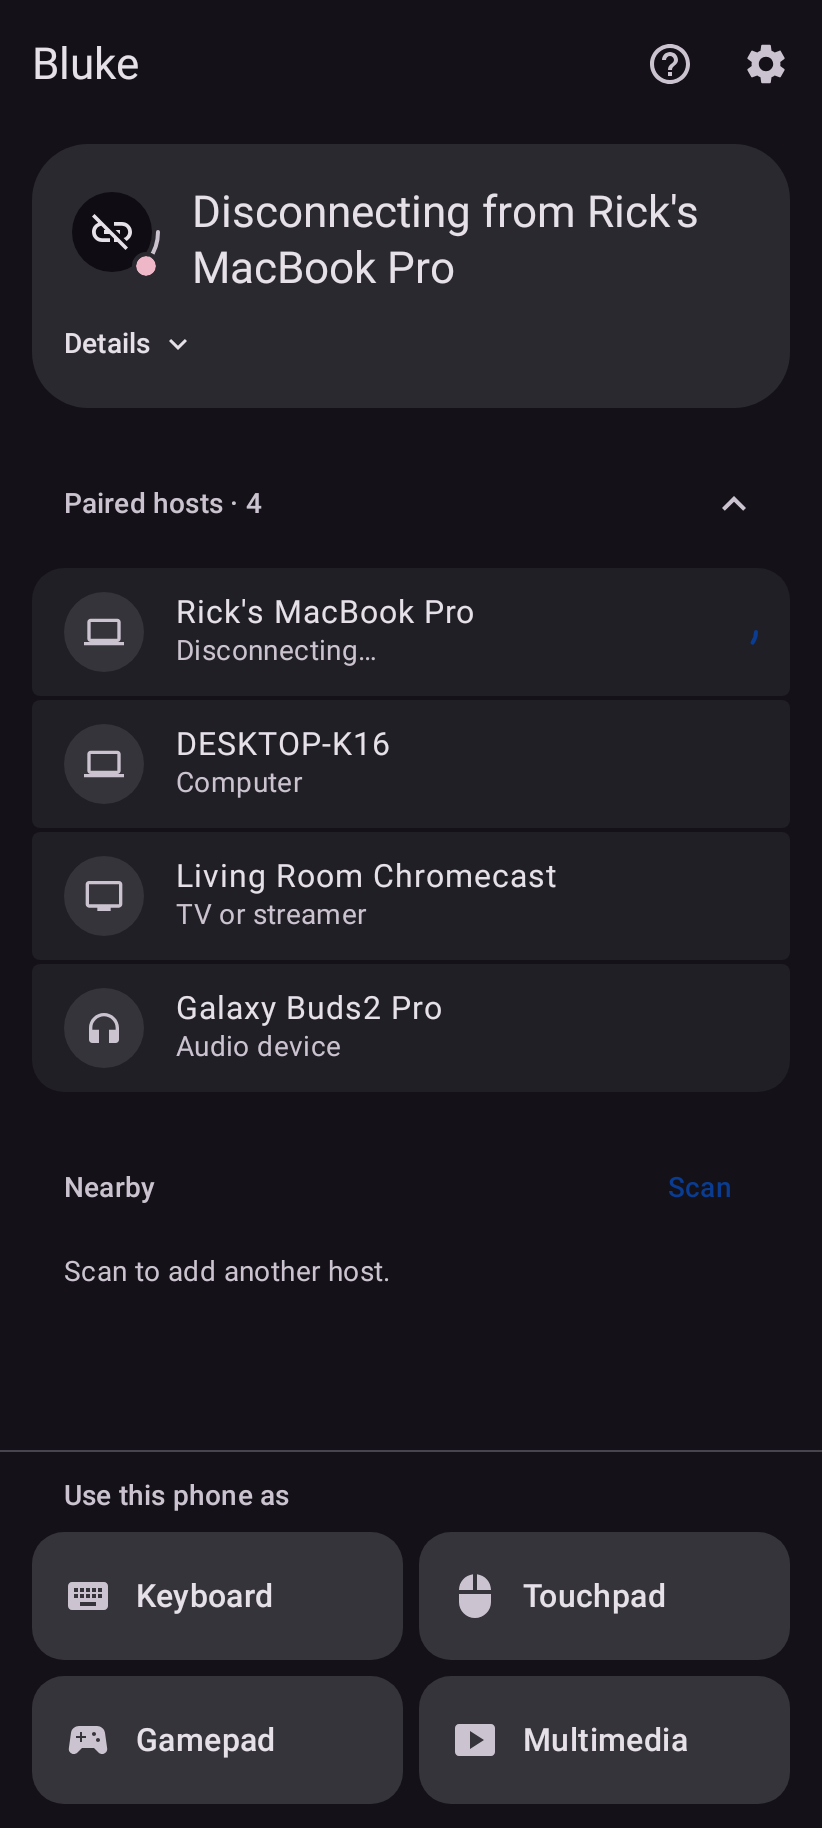 Bluke
Disconnecting from Rick's
MacBook Pro
Details
Paired hosts · 4
Rick's MacBook Pro
Disconnecting…
DESKTOP-K16
Computer
Living Room Chromecast
TV or streamer
Galaxy Buds2 Pro
Audio device
Nearby
Scan
Scan to add another host.
Use this phone as
Keyboard
Touchpad
Gamepad
Multimedia